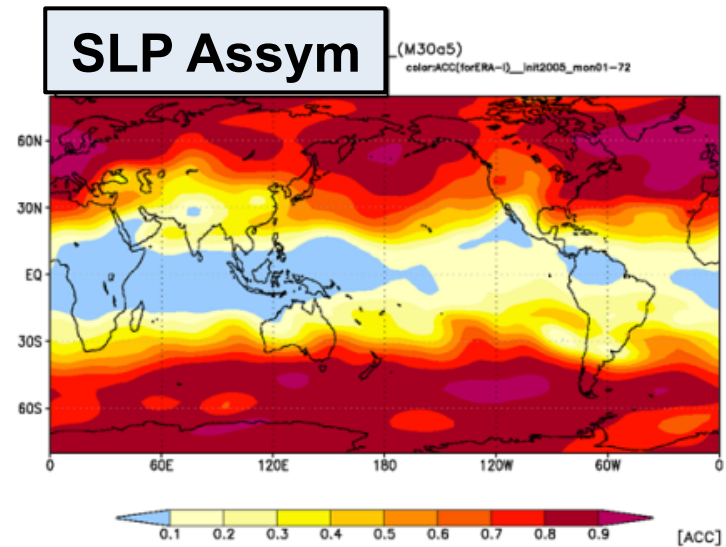 SLP Assym
_(M30a5)
color:ACC(forERA-I)__init2005_mon01-72
60N
30N
EQ
30S
60S
0 60E 120E 180 120W 60W 0
0.1 0.2 0.3 0.4 0.5 0.6 0.7 0.8 0.9
[ACC]